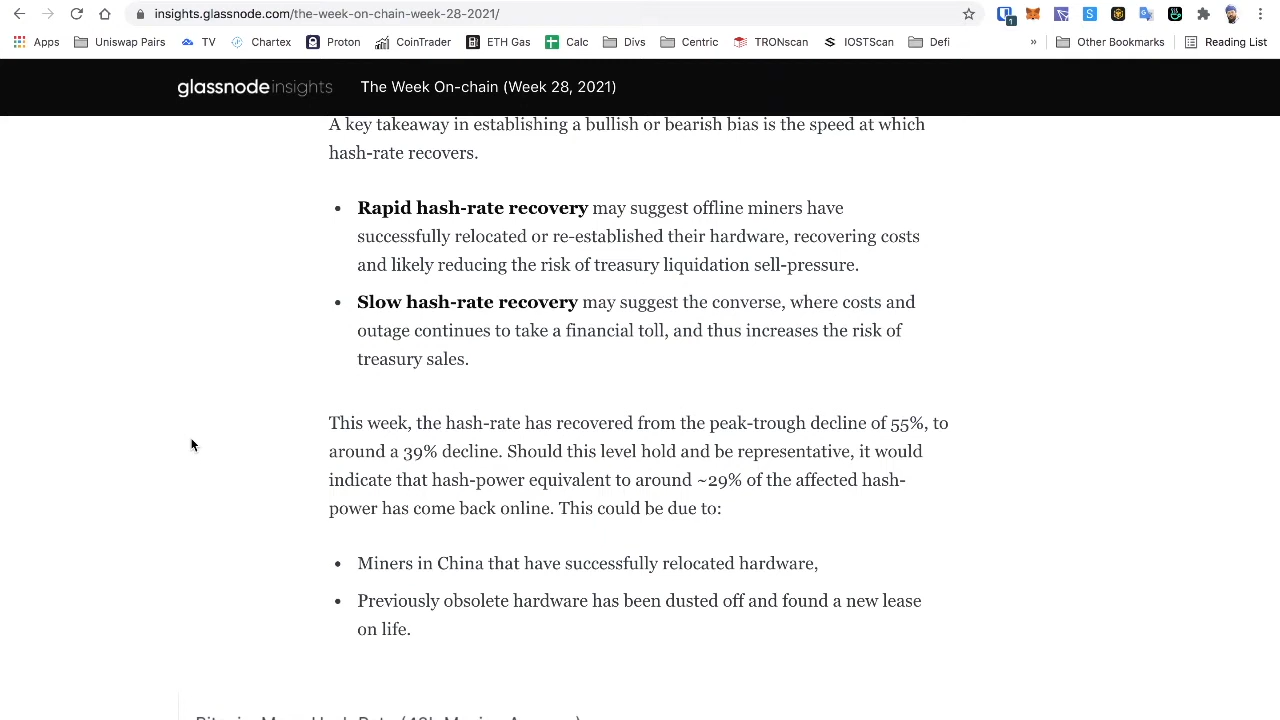 insights.glassnode.com/the-week-on-chain-week-28-2021/
1
Apps Uniswap Pairs TV Chartex Proton CoinTrader ETH Gas Calc Divs Centric TRONscan IOSTScan Defi » Other Bookmarks Reading List
glassnodeinsights The Week On-chain (Week 28, 2021)
A key takeaway in establishing a bullish or bearish bias is the speed at which
hash-rate recovers.
• Rapid hash-rate recovery may suggest offline miners have
successfully relocated or re-established their hardware, recovering costs
and likely reducing the risk of treasury liquidation sell-pressure.
• Slow hash-rate recovery may suggest the converse, where costs and
outage continues to take a financial toll, and thus increases the risk of
treasury sales.
This week, the hash-rate has recovered from the peak-trough decline of 55%, to
around a 39% decline. Should this level hold and be representative, it would
indicate that hash-power equivalent to around ~29% of the affected hash-
power has come back online. This could be due to:
• Miners in China that have successfully relocated hardware,
• Previously obsolete hardware has been dusted off and found a new lease
on life.